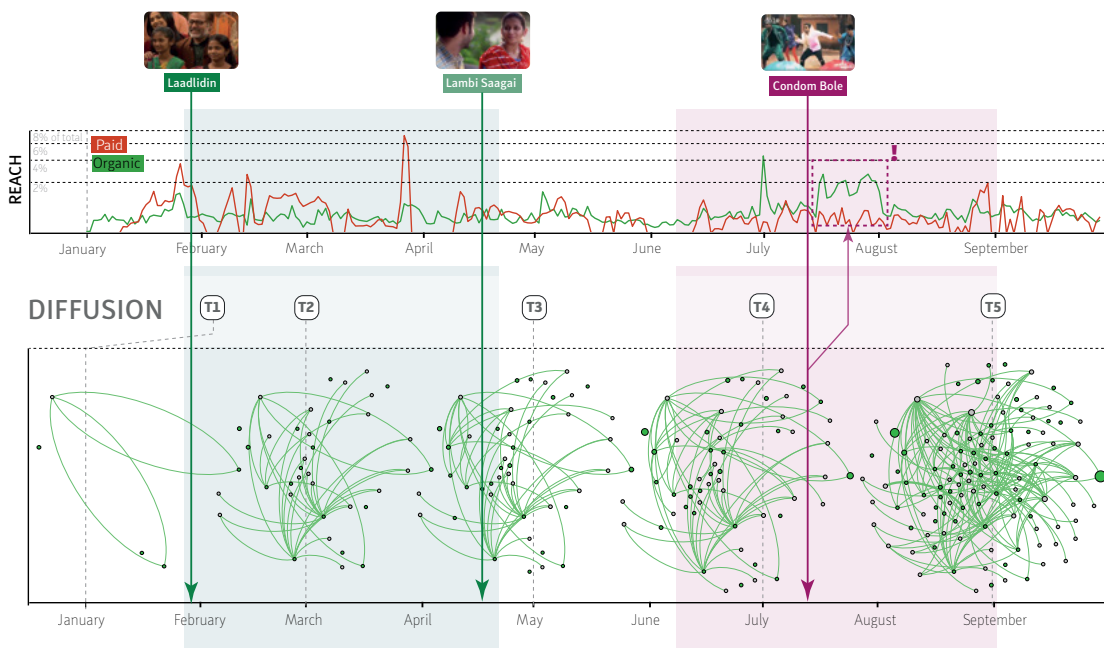 Laadlidin
Lambi Saagai
Condom Bole
8% of total
6%
4%
2%
Paid
Organic
!
REACH
January
February
March
April
May
June
July
August
September
DIFFUSION
T1
T2
T3
T4
T5
January
February
March
April
May
June
July
August
September